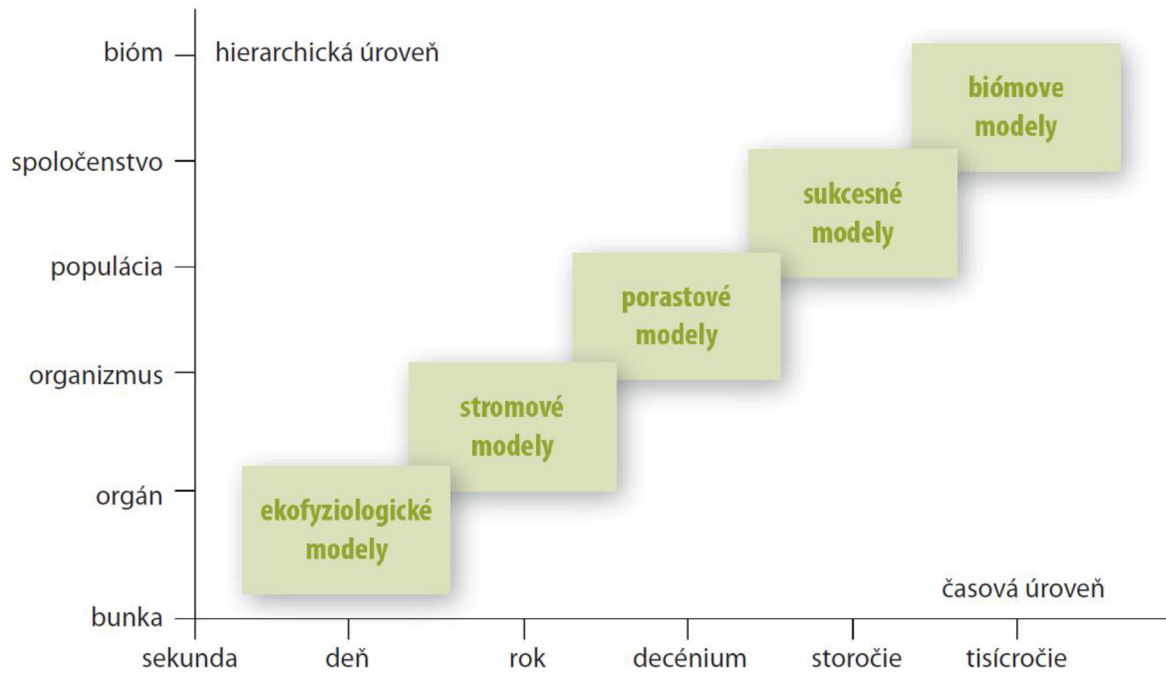 bióm
hierarchická úroveň
biómove
modely
spoločenstvo
sukcesné
modely
populácia
porastové
modely
organizmus
stromové
modely
orgán
ekofyziologické
modely
časová úroveň
bunka
sekunda
deň
rok
decénium
storočie
tisícročie